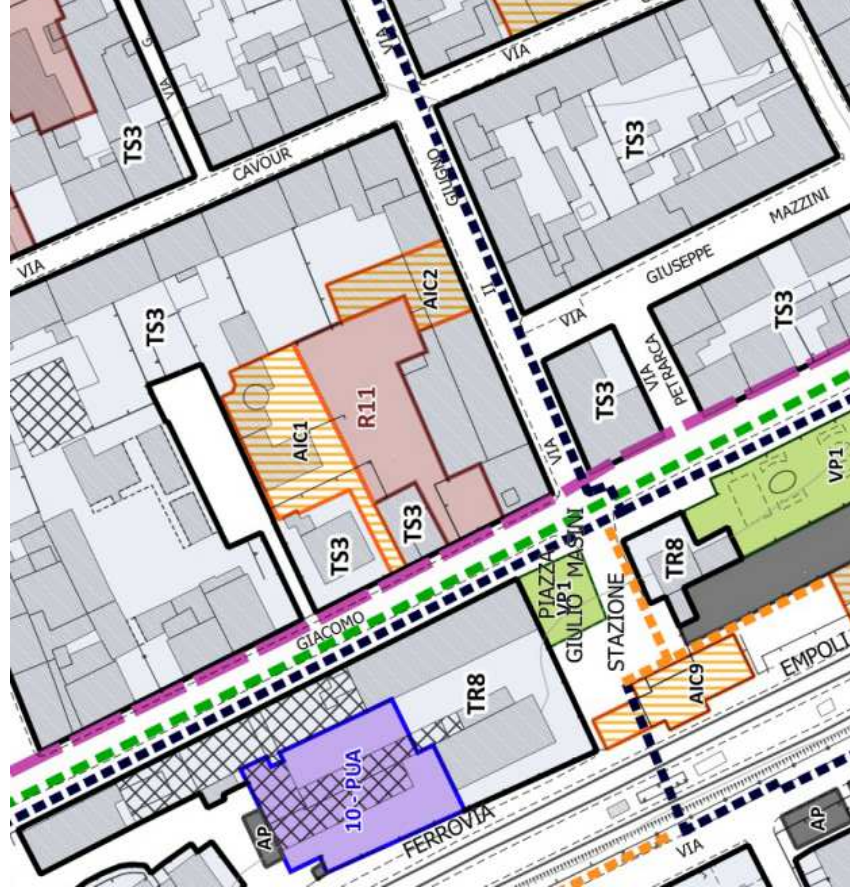 VIA
VIA
VIA G
TS3
CAVOUR
TS3
GIUGNO
VIA
MAZZINI
GIUSEPPE
II
VIA
AIC2
TS3
R11
AIC1
TS3
VIA
PETRARCA
TS3
VIA
TS3
TS3
VP1
PIAZZA
GIULIO MASINI
VP1
STAZIONE
TR8
GIACOMO
TR8
AIC9
EMPOLI
10.- PUA
FERROVIA
AP
AP
VIA
VIA